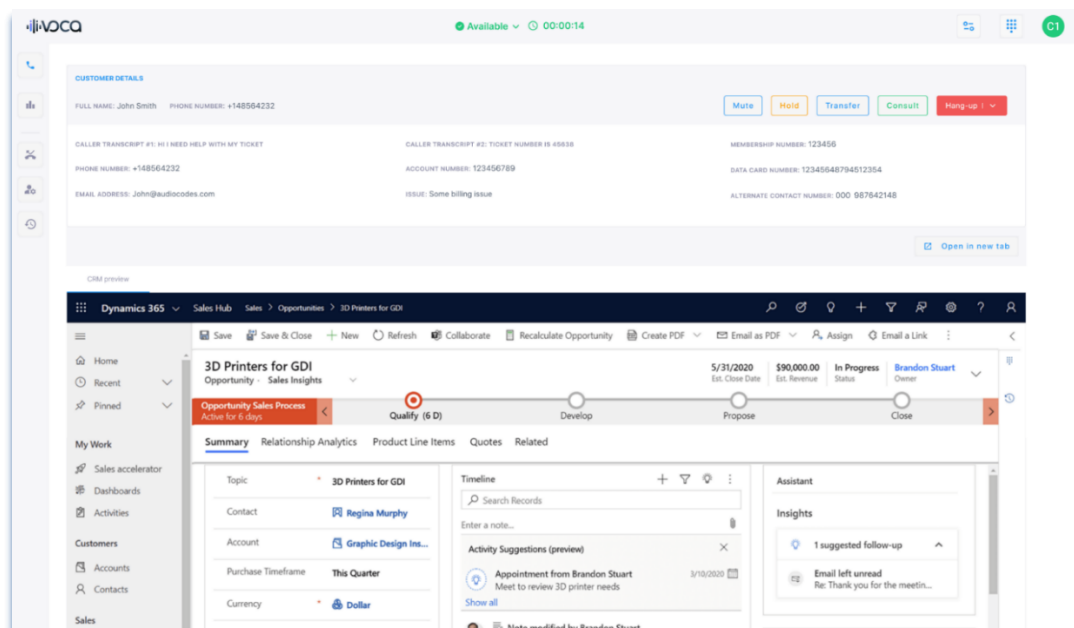 VOCA
Available 00:00:14
C1
CUSTOMER DETAILS
FULL NAME: John Smith PHONE NUMBER: +148564232
Mute Hold Transfer Consult Hang-up
CALLER TRANSCRIPT #1: HI I NEED HELP WITH MY TICKET
CALLER TRANSCRIPT #2: TICKET NUMBER IS 45638
MEMBERSHIP NUMBER: 123456
PHONE NUMBER: +148564232
ACCOUNT NUMBER: 123456789
DATA CARD NUMBER: 12345648794512354
EMAIL ADDRESS: John@audiocodes.com
ISSUE: Some billing issue
ALTERNATE CONTACT NUMBER: 000 987642148
Open in new tab
CRM preview
Dynamics 365 Sales Hub Sales > Opportunities > 3D Printers for GDI
Save Save & Close New Refresh Collaborate Recalculate Opportunity Create PDF Email as PDF Assign Email a Link
Home
Recent
Pinned
My Work
Sales accelerator
Dashboards
Activities
Customers
Accounts
Contacts
Sales
3D Printers for GDI
Opportunity · Sales Insights
5/31/2020 $90,000.00 In Progress Brandon Stuart
Est. Close Date Est. Revenue Status Owner
Opportunity Sales Process
Active for 6 days
Qualify (6 D) Develop Propose Close
Summary Relationship Analytics Product Line Items Quotes Related
Topic * 3D Printers for GDI
Contact Regina Murphy
Account Graphic Design Ins...
Purchase Timeframe This Quarter
Currency * Dollar
Timeline
Search Records
Enter a note...
Activity Suggestions (preview)
Appointment from Brandon Stuart 3/10/2020
Meet to review 3D printer needs
Show all
Note modified by Brandon Stuart
Assistant
Insights
1 suggested follow-up
Email left unread
Re: Thank you for the meetin...